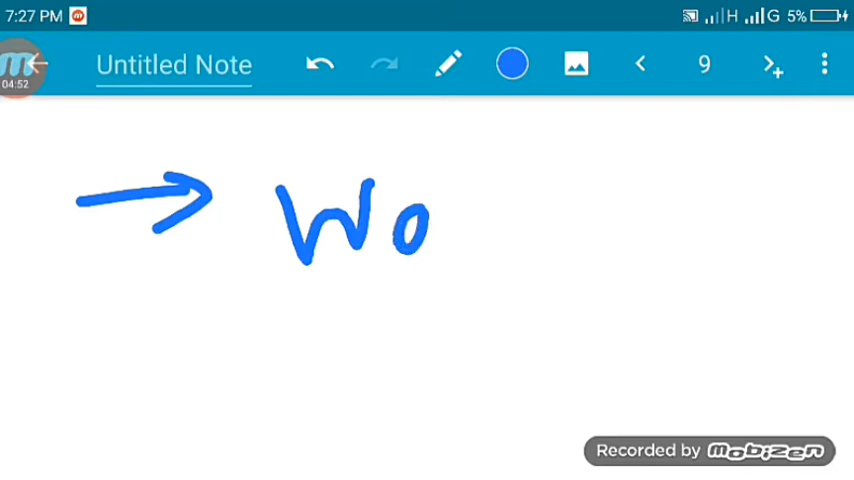 7:27 PM H G 5%
04:52 Untitled Note 9
→ Wo
Recorded by Mobizen